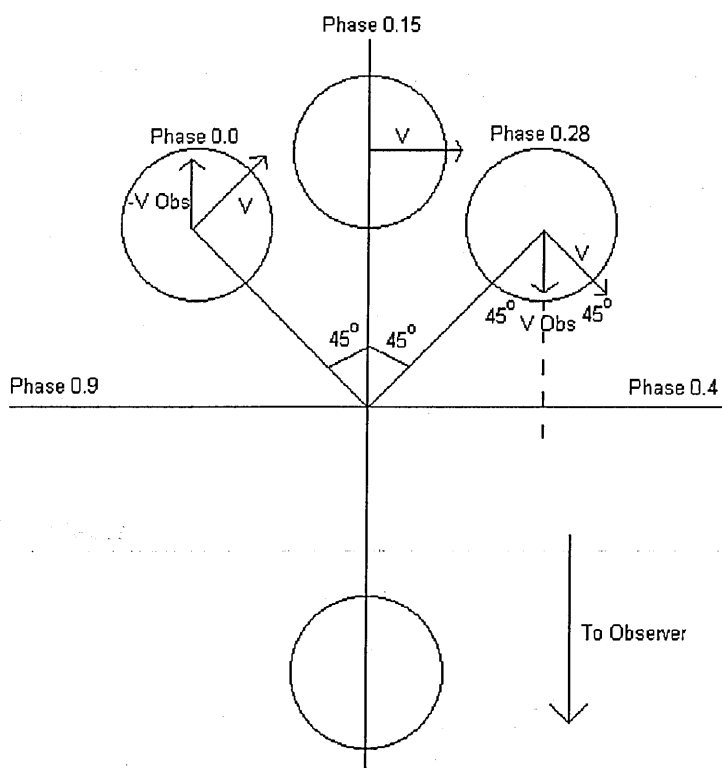 Phase 0.15
Phase 0.0
V
Phase 0.28
-V Obs
V
V
45°
V Obs
45°
45°
45°
Phase 0.9
Phase 0.4
To Observer